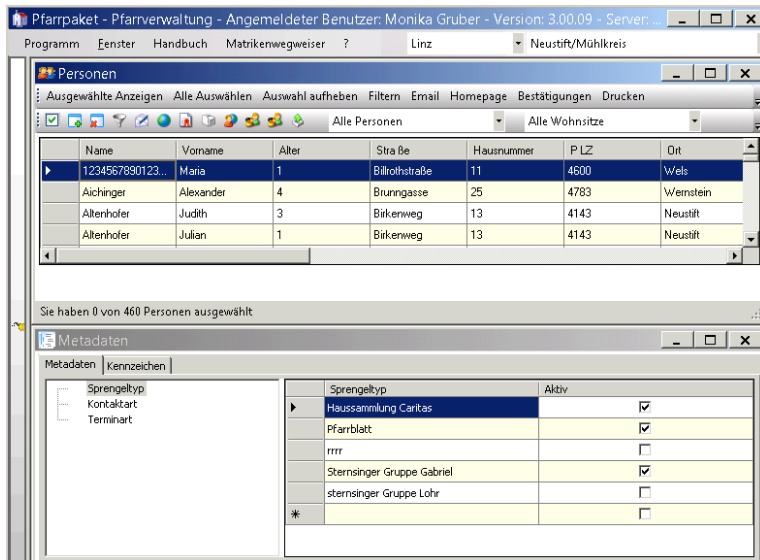 Pfarrpaket - Pfarrverwaltung - Angemeldeter Benutzer: Monika Gruber - Version: 3.00.09 - Server: ...
Programm Fenster Handbuch Matrikenwegweiser ? Linz Neustift/Mühlkreis
Personen
Ausgewählte Anzeigen Alle Auswählen Auswahl aufheben Filtern Email Homepage Bestätigungen Drucken
Alle Personen Alle Wohnsitze
Name Vorname Alter Straße Hausnummer PLZ Ort
1234567890123... Maria 1 Billrothstraße 11 4600 Wels
Aichinger Alexander 4 Brunngasse 25 4783 Wernstein
Altenhofer Judith 3 Birkenweg 13 4143 Neustift
Altenhofer Julian 1 Birkenweg 13 4143 Neustift
Sie haben 0 von 460 Personen ausgewählt
Metadaten
Metadaten Kennzeichen
Sprengeltyp
Kontaktart
Terminart
Sprengeltyp Aktiv
Haussammlung Caritas
Pfarrblatt
rrrr
Sternsinger Gruppe Gabriel
sternsinger Gruppe Lohr